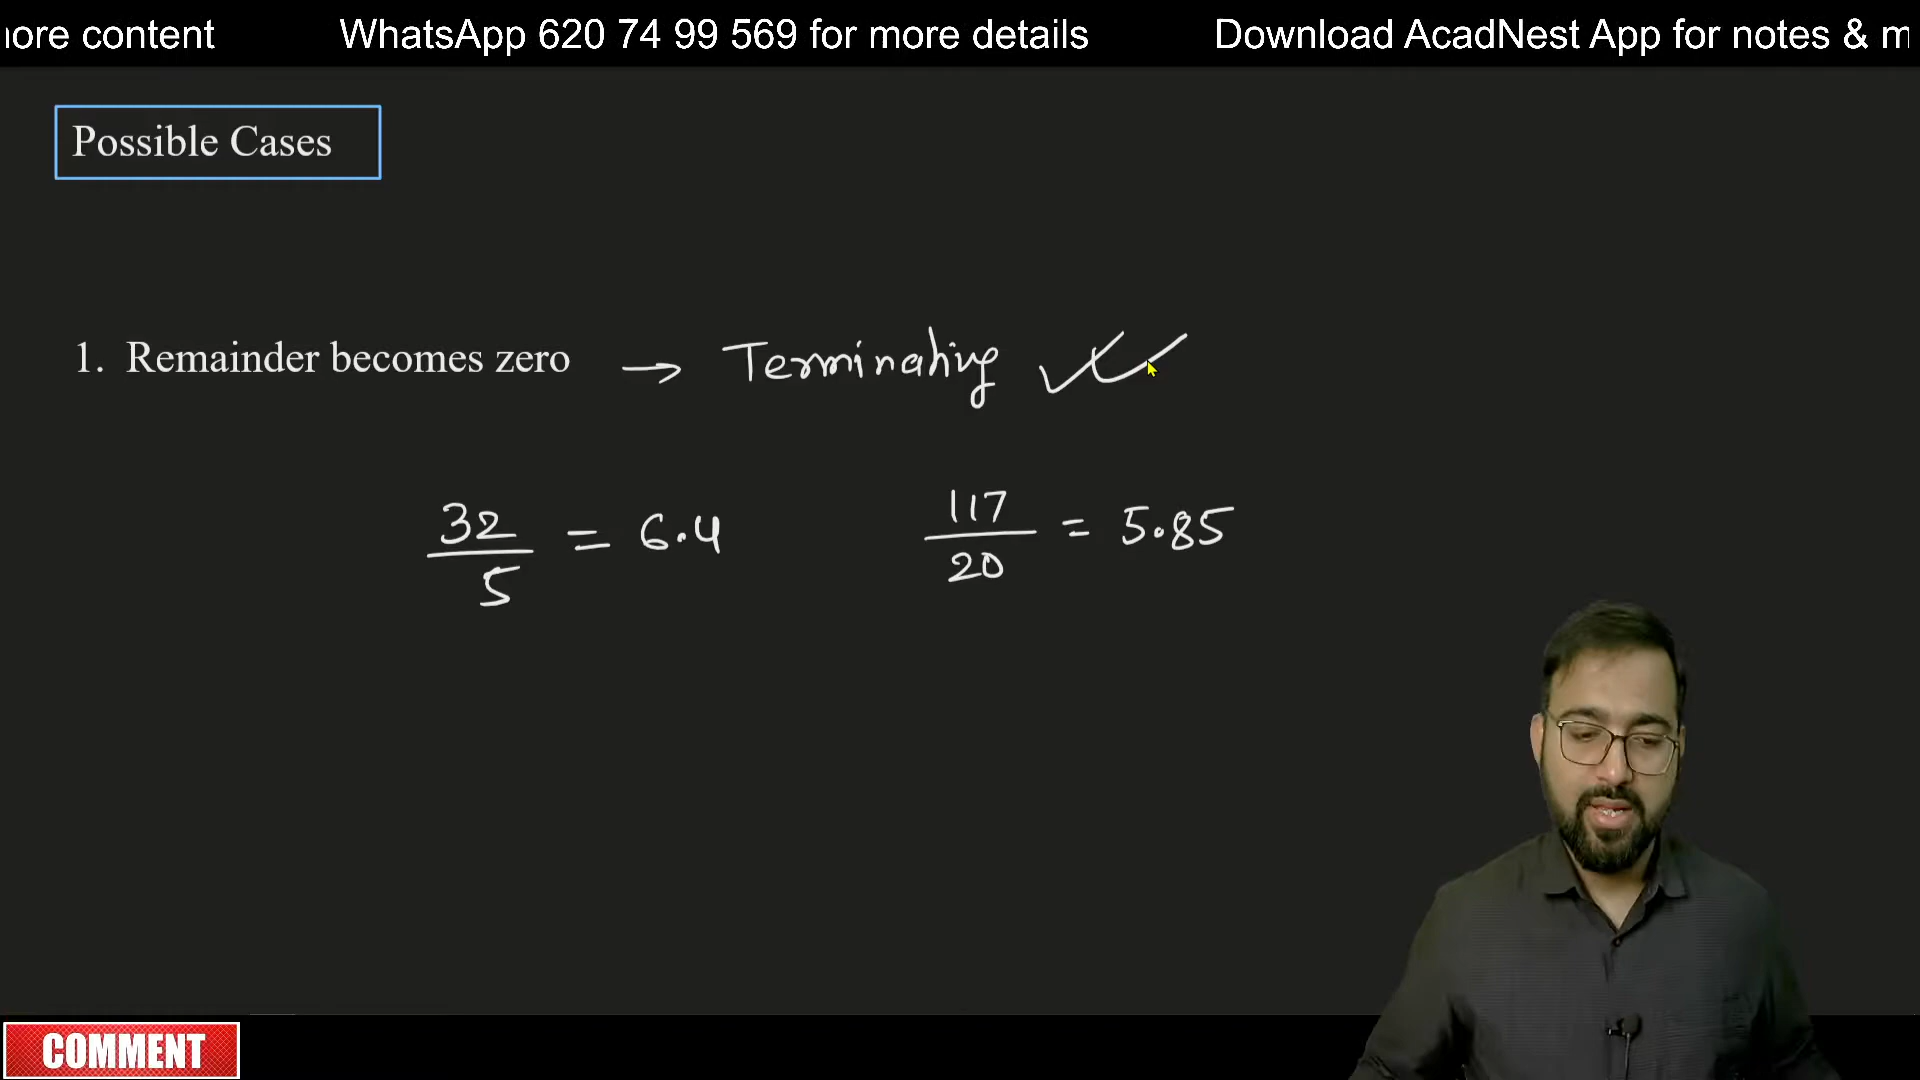 ore content WhatsApp 620 74 99 569 for more details Download AcadNest App for notes & m
Possible Cases
1. Remainder becomes zero → Terminating ✓✓
32/5 = 6.4 117/20 = 5.85
COMMENT